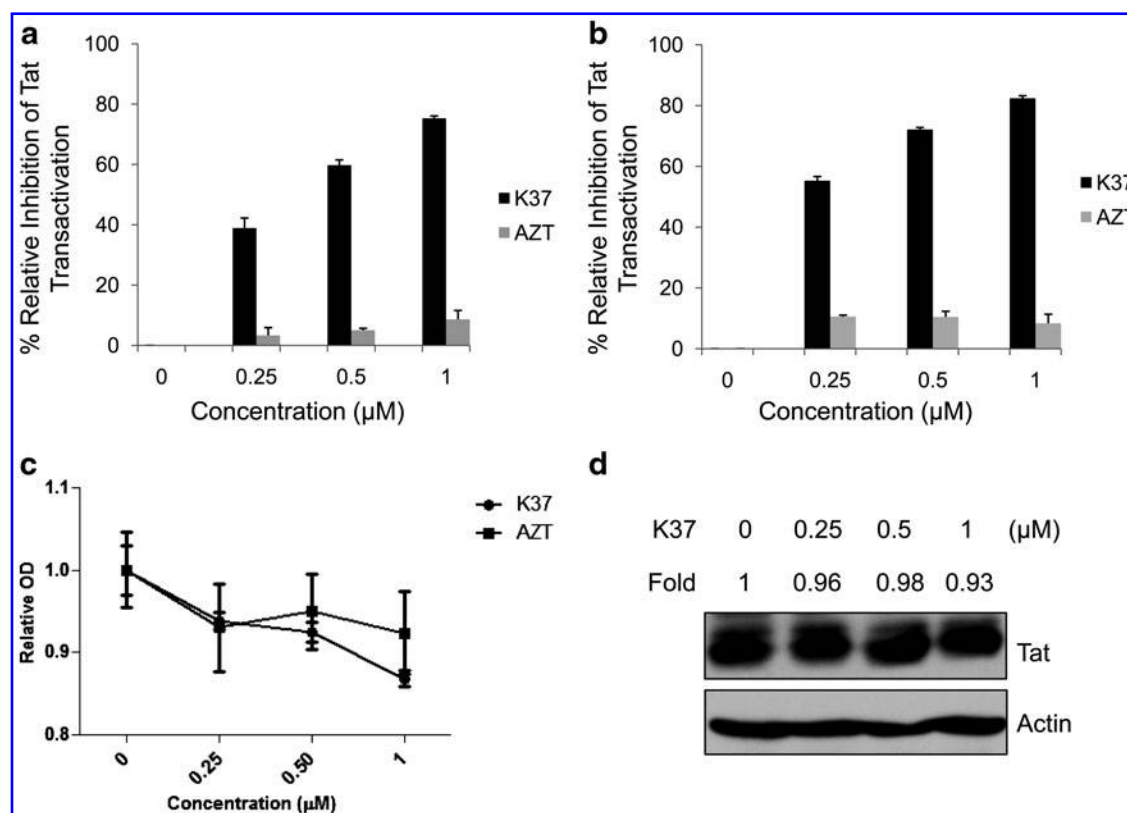 a
% Relative Inhibition of Tat
Transactivation
100
80
60
40
20
0
0 0.25 0.5 1
Concentration (µM)
K37
AZT
b
% Relative Inhibition of Tat
Transactivation
100
80
60
40
20
0
0 0.25 0.5 1
Concentration (µM)
K37
AZT
c
Relative OD
1.1
1.0
0.9
0.8
0 0.25 0.50 1
Concentration (µM)
K37
AZT
d
K37 0 0.25 0.5 1 (µM)
Fold 1 0.96 0.98 0.93
Tat
Actin